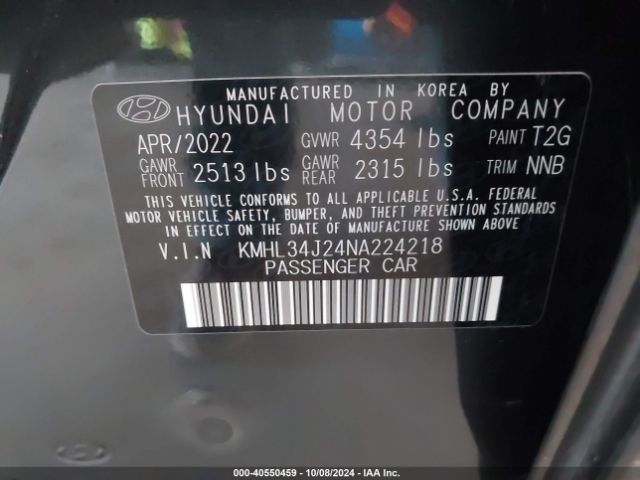 MANUFACTURED IN KOREA BY
HYUNDAI MOTOR COMPANY
APR/2022 GVWR 4354 lbs PAINT T2G
GAWR FRONT 2513 lbs GAWR REAR 2315 lbs TRIM NNB
THIS VEHICLE CONFORMS TO ALL APPLICABLE U.S.A. FEDERAL
MOTOR VEHICLE SAFETY, BUMPER, AND THEFT PREVENTION STANDARDS
IN EFFECT ON THE DATE OF MANUFACTURE SHOWN ABOVE
V.I.N KMHL34J24NA224218
PASSENGER CAR
000-40550459 - 10/08/2024 - IAA Inc.